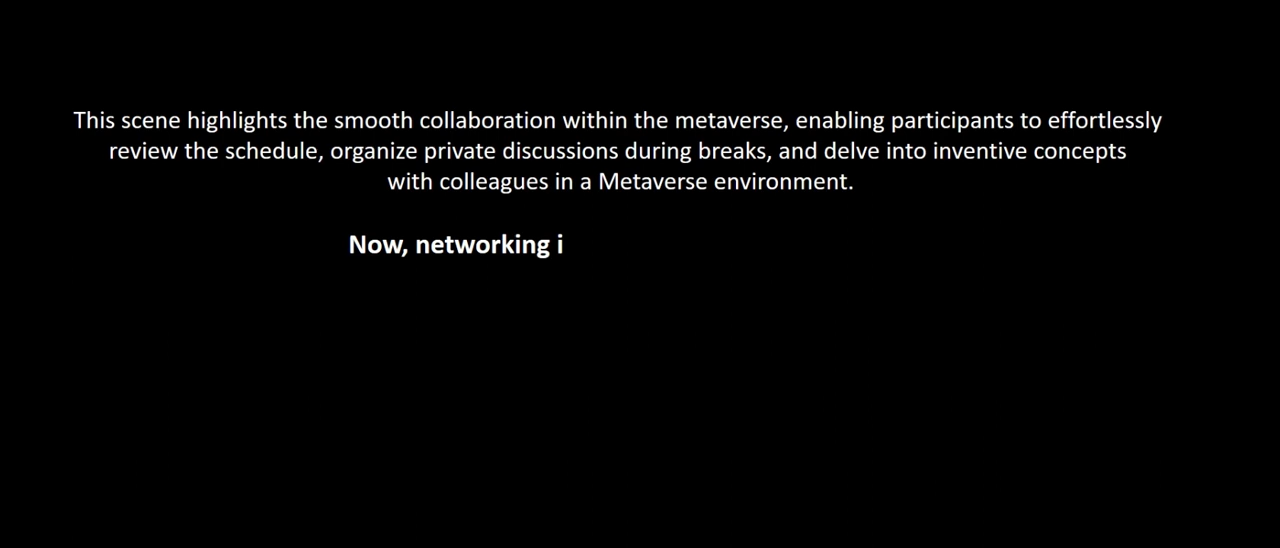 This scene highlights the smooth collaboration within the metaverse, enabling participants to effortlessly
review the schedule, organize private discussions during breaks, and delve into inventive concepts
with colleagues in a Metaverse environment.
Now, networking i